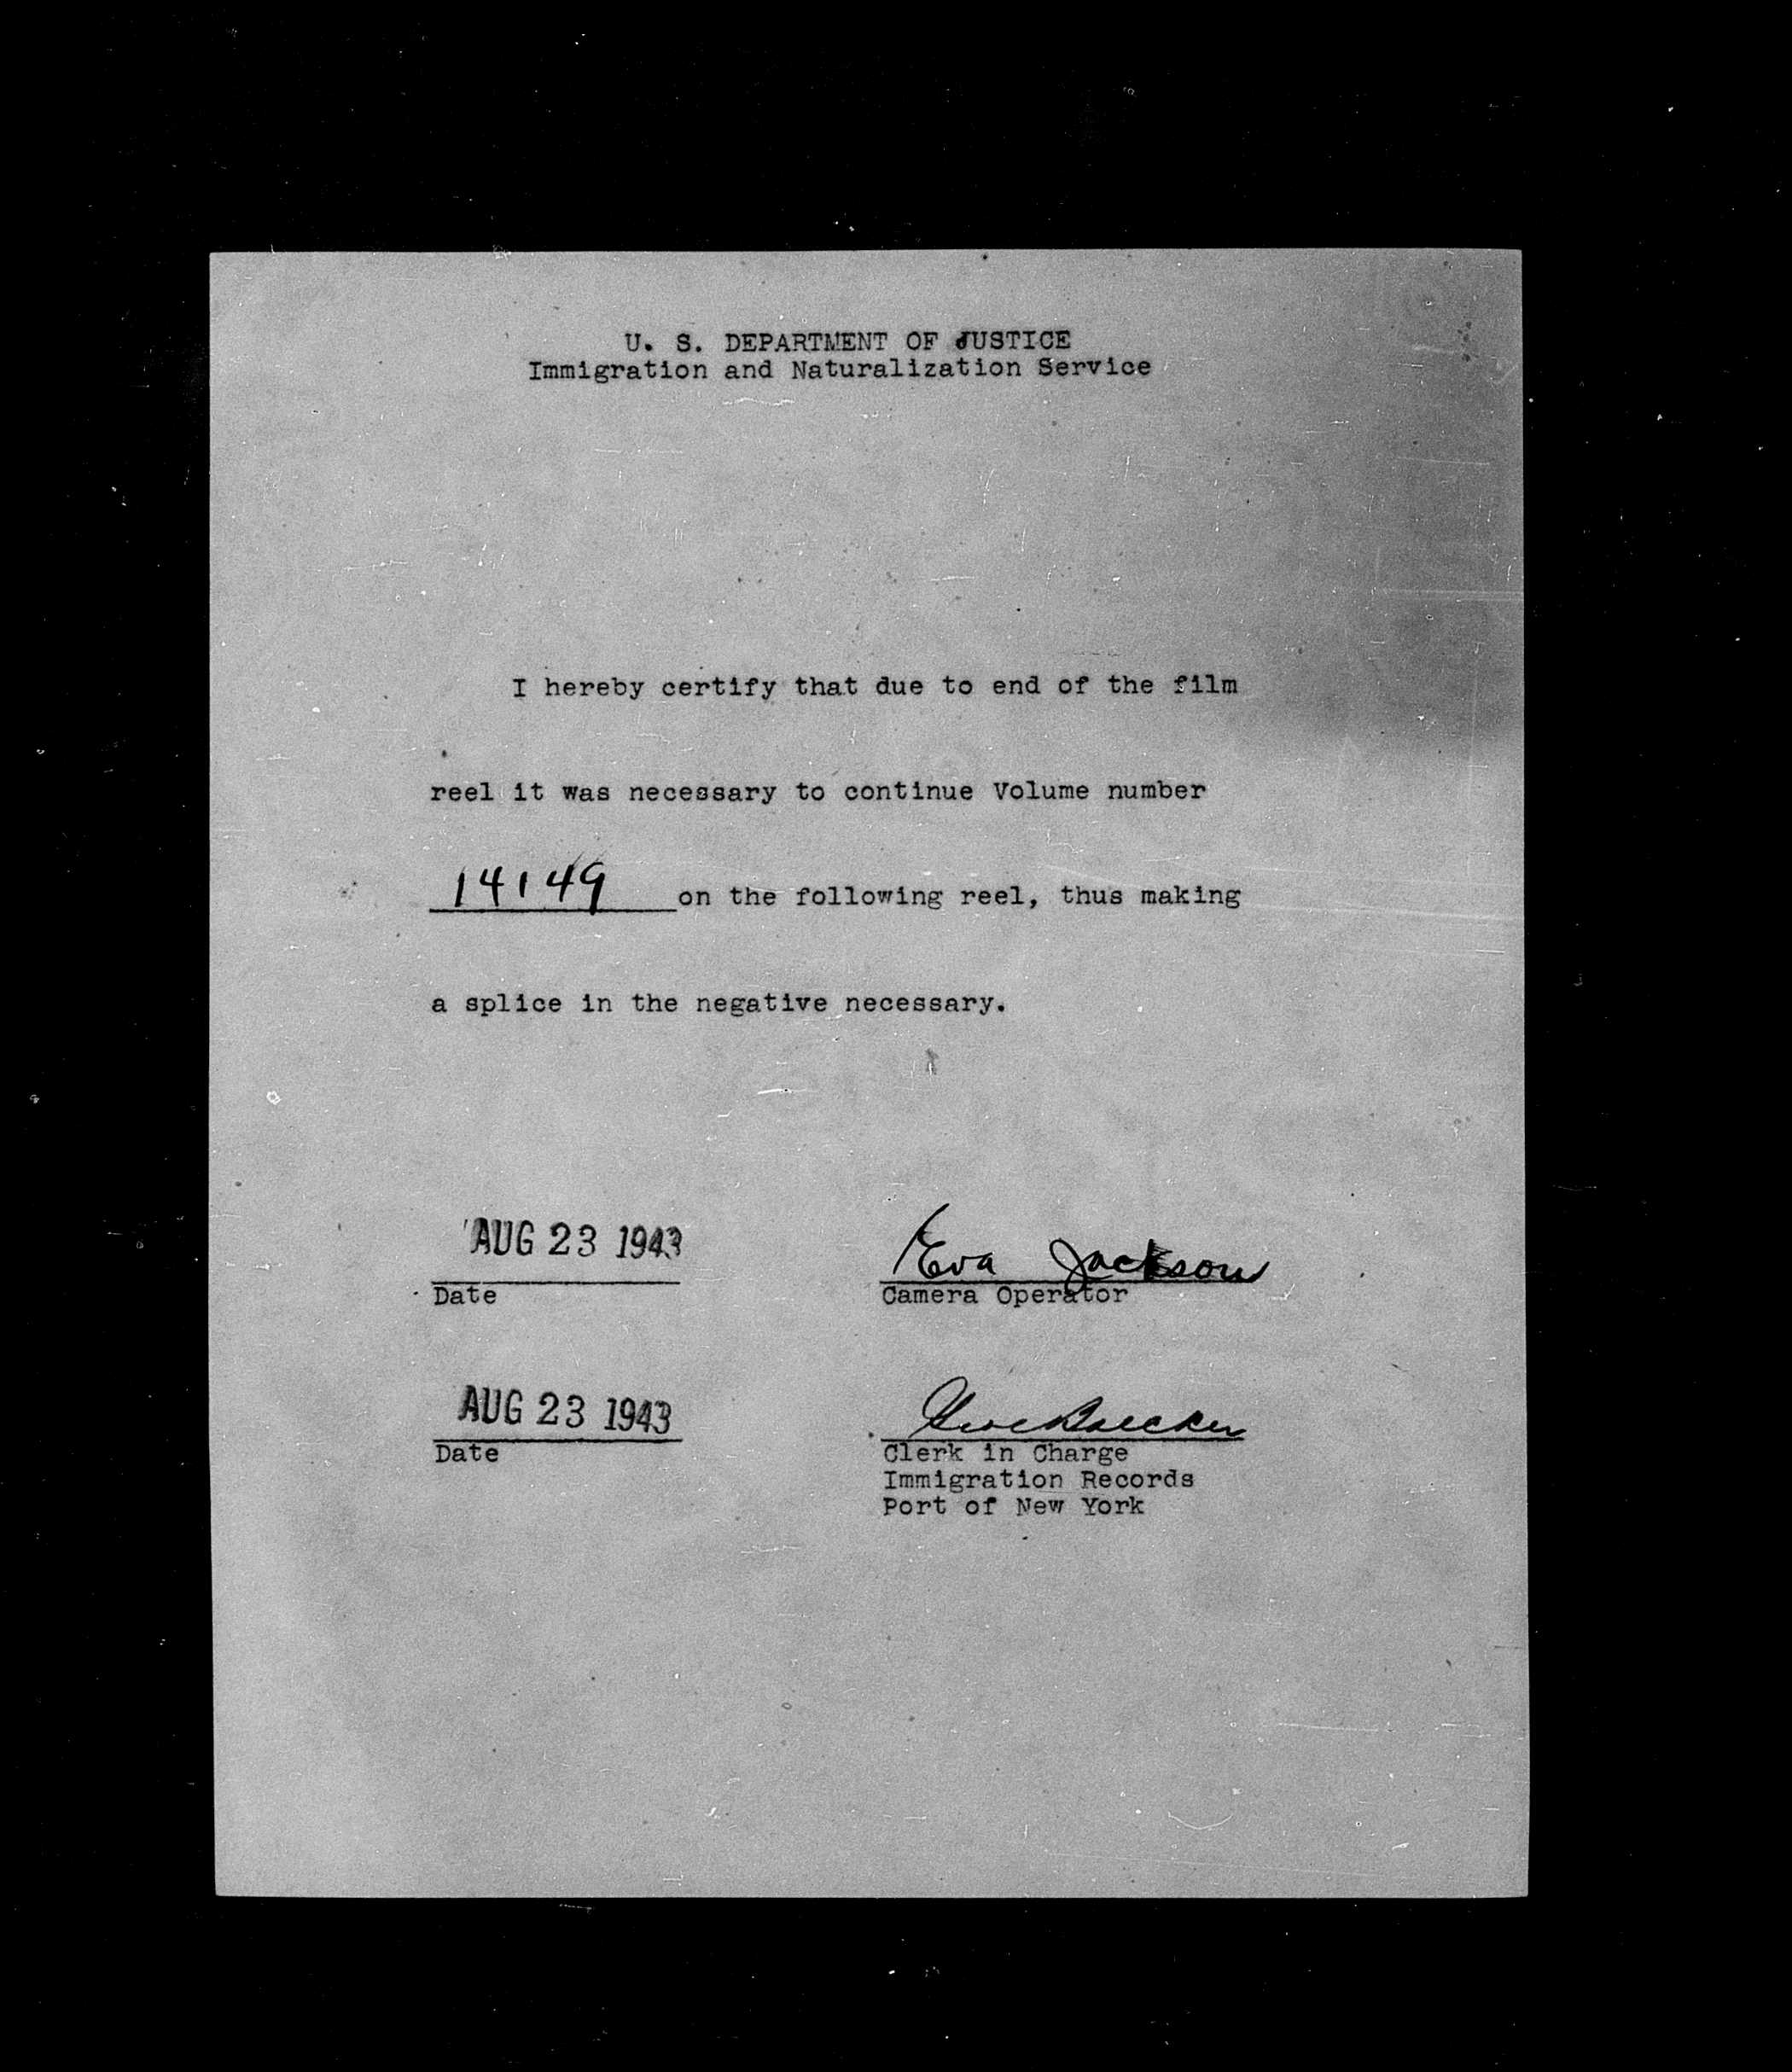 U. S. DEPARTMENT OF JUSTICE
Immigration and Naturalization Service
I hereby certify that due to end of the film
reel it was necessary to continue Volume number
14149 on the following reel, thus making
a splice in the negative necessary.
AUG 23 1943 Eva Jackson
Date Camera Operator
AUG 23 1943
Date Clerk in Charge
Immigration Records
Port of New York